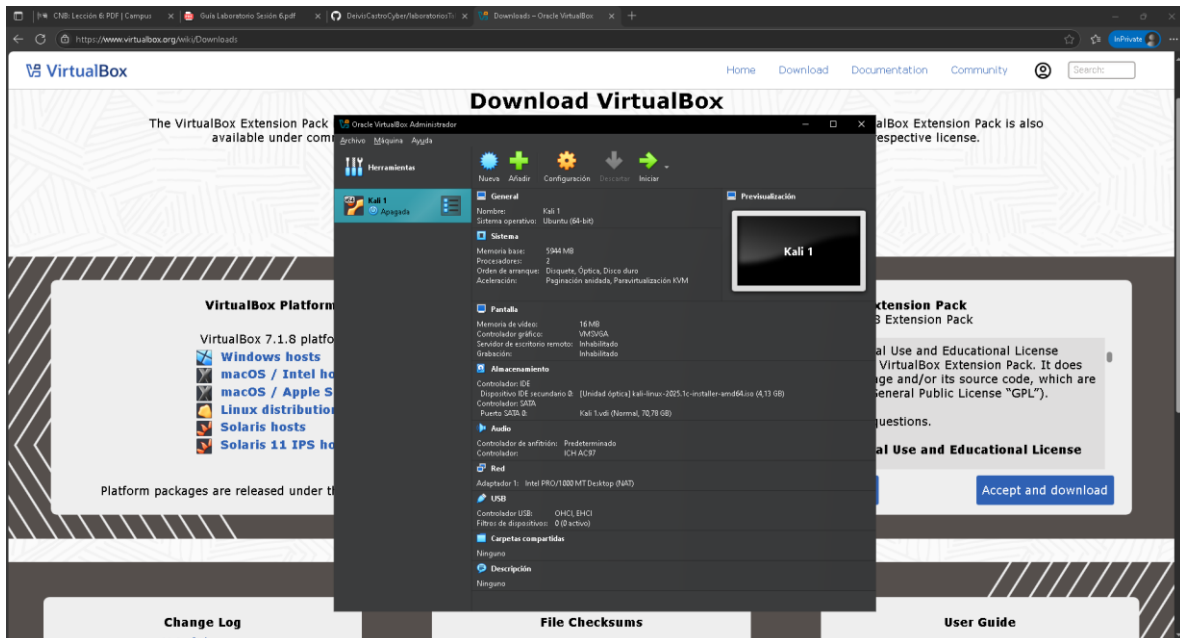 CNB: Lección 6: PDF | Campus
Guía Laboratorio Sesión 6.pdf
DeivisCastroCyber/laboratoriosTi
Downloads – Oracle VirtualBox
https://www.virtualbox.org/wiki/Downloads
InPrivate
VirtualBox
Home Download Documentation Community Search:
Download VirtualBox
The VirtualBox Extension Pack
available under
alBox Extension Pack is also
respective license.
Oracle VirtualBox Administrador
Archivo Máquina Ayuda
Herramientas
Nueva Añadir Configuración Descartar Iniciar
Kali 1
Apagada
General
Nombre: Kali 1
Sistema operativo: Ubuntu (64-bit)
Sistema
Memoria base: 5944 MB
Procesadores: 2
Orden de arranque: Disquete, Óptica, Disco duro
Aceleración: Paginación anidada, Paravirtualización KVM
Previsualización
Kali 1
Pantalla
Memoria de vídeo: 16 MB
Controlador gráfico: VMSVGA
Servidor de escritorio remoto: Inhabilitado
Grabación: Inhabilitado
Almacenamiento
Controlador: IDE
Dispositivo IDE secundario 0: [Unidad óptica] kali-linux-2025.1c-installer-amd64.iso (4,13 GB)
Controlador: SATA
Puerto SATA 0: Kali 1.vdi (Normal, 70,78 GB)
Audio
Controlador de anfitrión: Predeterminado
Controlador: ICH AC97
Red
Adaptador 1: Intel PRO/1000 MT Desktop (NAT)
USB
Controlador USB: OHCI, EHCI
Filtros de dispositivos: 0 (0 activo)
Carpetas compartidas
Ninguno
Descripción
Ninguno
VirtualBox Platform
VirtualBox 7.1.8 platfo
Windows hosts
macOS / Intel ho
macOS / Apple S
Linux distribution
Solaris hosts
Solaris 11 IPS ho
Platform packages are released under t
xtension Pack
8 Extension Pack
al Use and Educational License
VirtualBox Extension Pack. It does
ge and/or its source code, which are
General Public License “GPL”).
questions.
al Use and Educational License
Accept and download
Change Log
File Checksums
User Guide